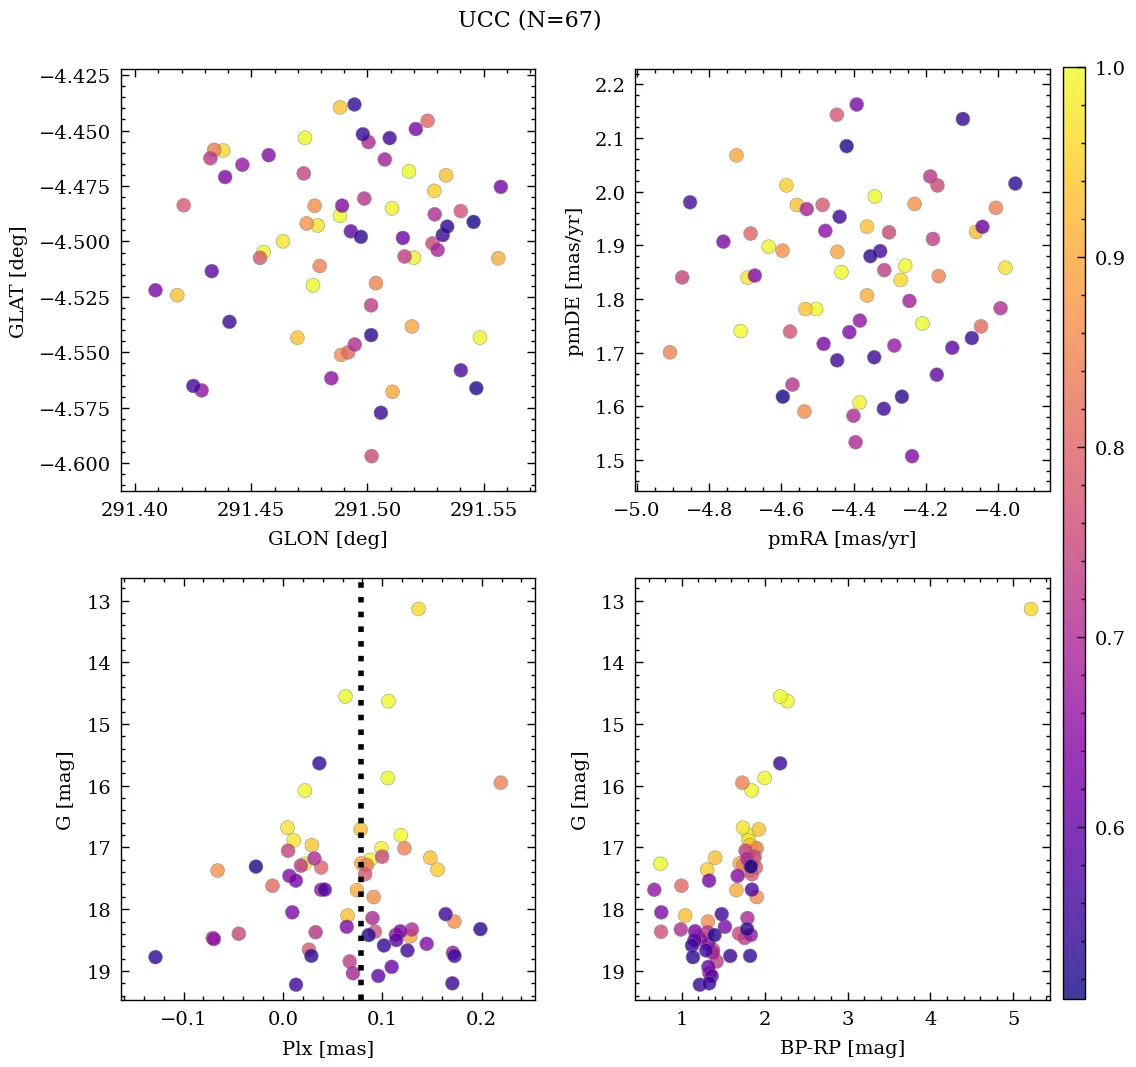 UCC (N=67)
−4.425
−4.450
−4.475
−4.500
−4.525
−4.550
−4.575
−4.600
GLAT [deg]
291.40 291.45 291.50 291.55
GLON [deg]
2.2
2.1
2.0
1.9
1.8
1.7
1.6
1.5
pmDE [mas/yr]
−5.0 −4.8 −4.6 −4.4 −4.2 −4.0
pmRA [mas/yr]
13
14
15
16
17
18
19
G [mag]
−0.1 0.0 0.1 0.2
Plx [mas]
13
14
15
16
17
18
19
G [mag]
1 2 3 4 5
BP-RP [mag]
1.0
0.9
0.8
0.7
0.6